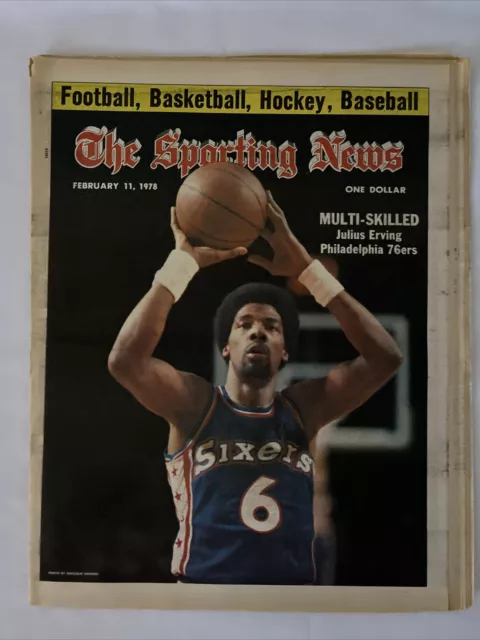 Football, Basketball, Hockey, Baseball
The Sporting News
FEBRUARY 11, 1978
ONE DOLLAR
MULTI-SKILLED
Julius Erving
Philadelphia 76ers
Sixers
6